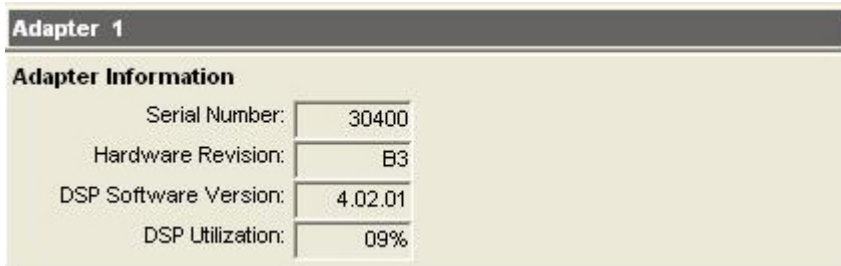 Adapter 1
Adapter Information
Serial Number: 30400
Hardware Revision: B3
DSP Software Version: 4.02.01
DSP Utilization: 09%